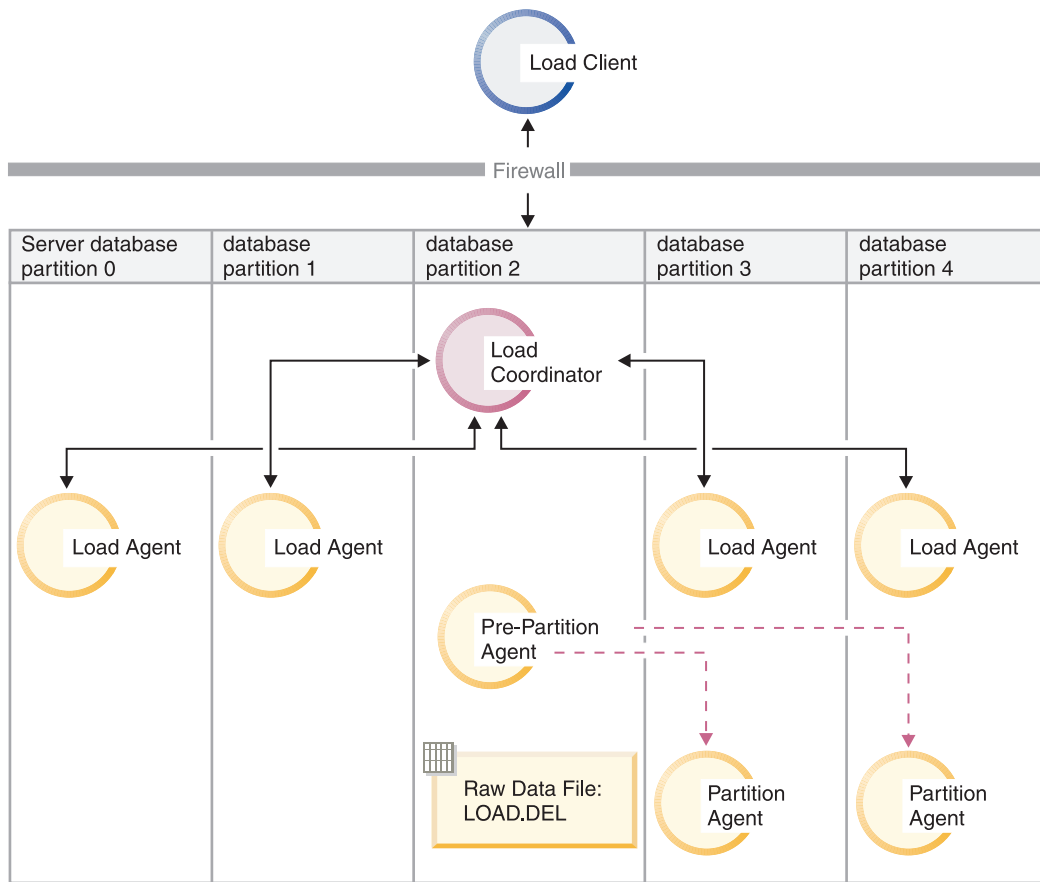 Load Client
Firewall
Server database
partition 0
database
partition 1
database
partition 2
database
partition 3
database
partition 4
Load
Coordinator
Load Agent
Load Agent
Load Agent
Load Agent
Pre-Partition
Agent
Raw Data File:
LOAD.DEL
Partition
Agent
Partition
Agent